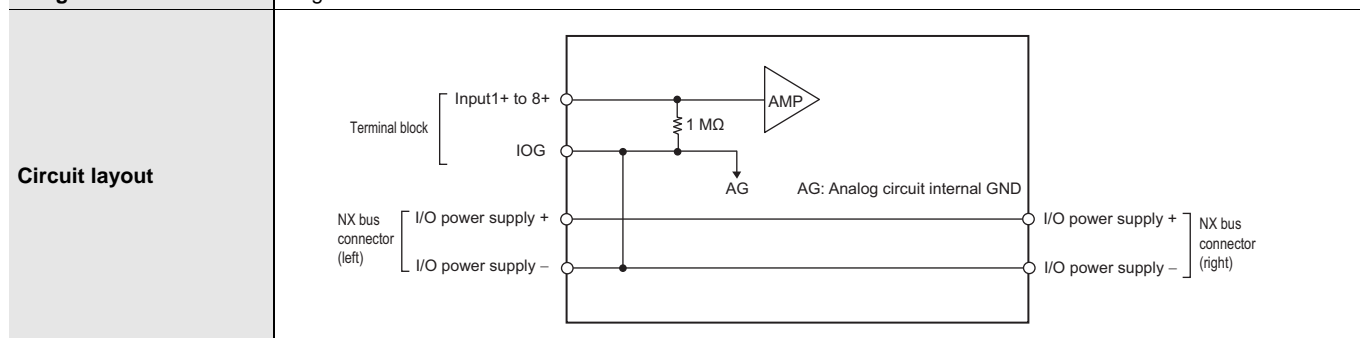 Circuit layout
Terminal block
Input1+ to 8+
IOG
AMP
1 MΩ
AG
AG: Analog circuit internal GND
NX bus
connector
(left)
I/O power supply +
I/O power supply −
I/O power supply +
I/O power supply −
NX bus
connector
(right)